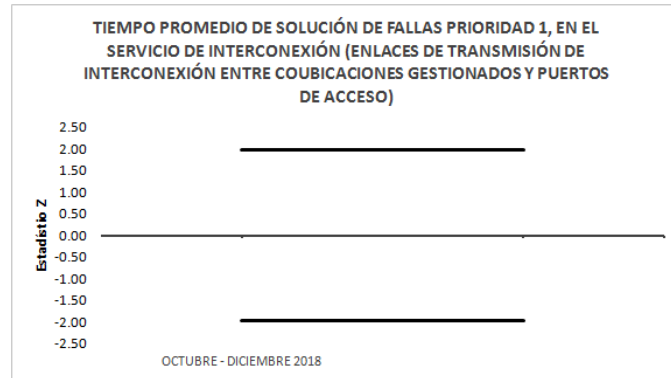 TIEMPO PROMEDIO DE SOLUCIÓN DE FALLAS PRIORIDAD 1, EN EL
SERVICIO DE INTERCONEXIÓN (ENLACES DE TRANSMISIÓN DE
INTERCONEXIÓN ENTRE COUBICACIONES GESTIONADOS Y PUERTOS
DE ACCESO)
Estadístio Z
2.50
2.00
1.50
1.00
0.50
0.00
-0.50
-1.00
-1.50
-2.00
-2.50
OCTUBRE - DICIEMBRE 2018